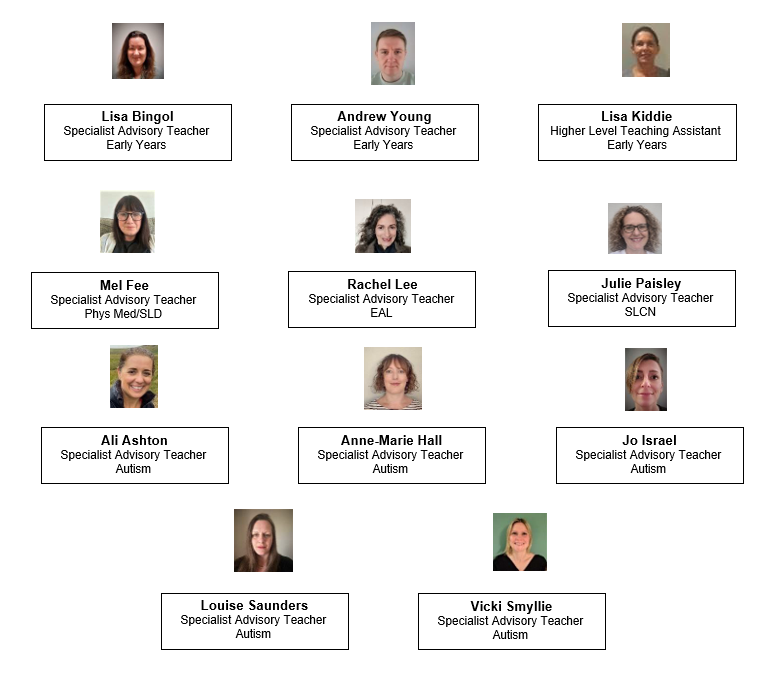 Lisa Bingol
Specialist Advisory Teacher
Early Years
Andrew Young
Specialist Advisory Teacher
Early Years
Lisa Kiddie
Higher Level Teaching Assistant
Early Years
Mel Fee
Specialist Advisory Teacher
Phys Med/SLD
Rachel Lee
Specialist Advisory Teacher
EAL
Julie Paisley
Specialist Advisory Teacher
SLCN
Ali Ashton
Specialist Advisory Teacher
Autism
Anne-Marie Hall
Specialist Advisory Teacher
Autism
Jo Israel
Specialist Advisory Teacher
Autism
Louise Saunders
Specialist Advisory Teacher
Autism
Vicki Smyllie
Specialist Advisory Teacher
Autism